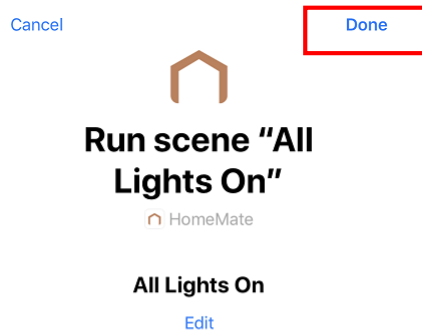 Cancel
Done
Run scene “All
Lights On”
HomeMate
All Lights On
Edit